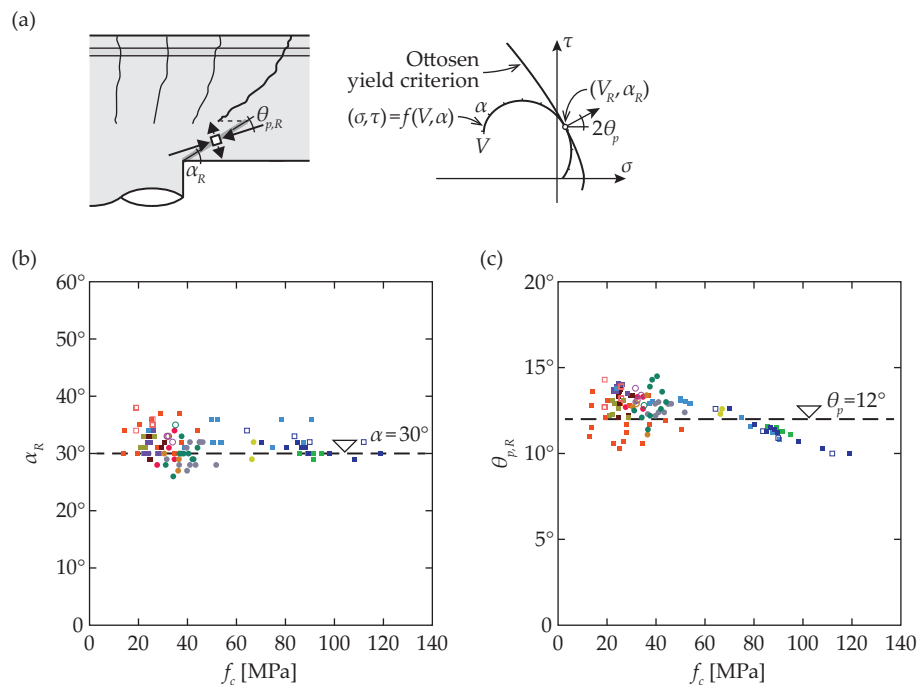 (a)
θp,R
αR
Ottosen
yield criterion
(σ,τ)=f(V,α)
α
V
τ
(VR,αR)
2θp
σ
(b)
60°
50°
40°
30°
20°
10°
0
αR
α=30°
0 20 40 60 80 100 120 140
fc [MPa]
(c)
20°
15°
10°
5°
0
θp,R
θp=12°
0 20 40 60 80 100 120 140
fc [MPa]